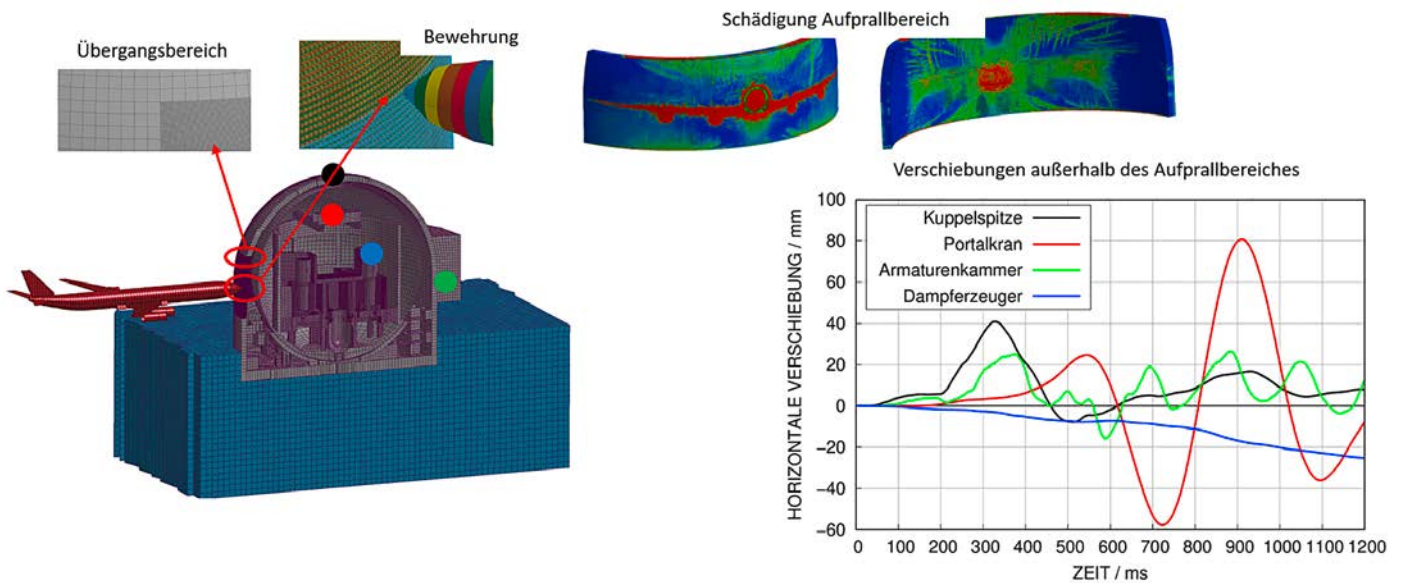 Schädigung Aufprallbereich
Übergangsbereich
Bewehrung
Verschiebungen außerhalb des Aufprallbereiches
HORIZONTALE VERSCHIEBUNG / mm
100
80
60
40
20
0
−20
−40
−60
Kuppelspitze
Portalkran
Armaturenkammer
Dampferzeuger
0 100 200 300 400 500 600 700 800 900 1000 1100 1200
ZEIT / ms